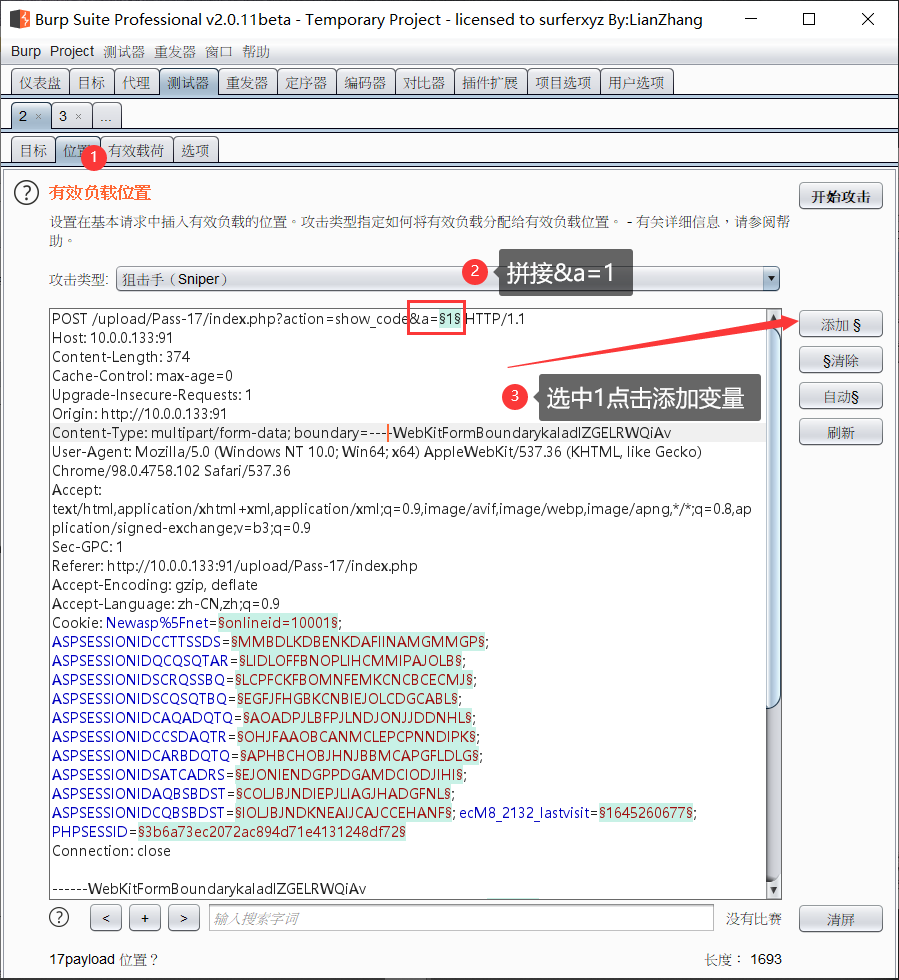 Burp Suite Professional v2.0.11beta - Temporary Project - licensed to surferxyz By:LianZhang
Burp Project 测试器 重发器 窗口 帮助
仪表盘 目标 代理 测试器 重发器 定序器 编码器 对比器 插件扩展 项目选项 用户选项
2 × 3 × ...
目标 位置 1 有效载荷 选项
? 有效负载位置 开始攻击
设置在基本请求中插入有效负载的位置。攻击类型指定如何将有效负载分配给有效负载位置。 - 有关详细信息，请参阅帮
助。
攻击类型: 狙击手（Sniper） 2 拼接&a=1
POST /upload/Pass-17/index.php?action=show_code&a=§1§ HTTP/1.1 添加 §
Host: 10.0.0.133:91
Content-Length: 374 §清除
Cache-Control: max-age=0
Upgrade-Insecure-Requests: 1 3 选中1点击添加变量 自动§
Origin: http://10.0.0.133:91
Content-Type: multipart/form-data; boundary=----WebKitFormBoundarykaladIZGELRWQiAv 刷新
User-Agent: Mozilla/5.0 (Windows NT 10.0; Win64; x64) AppleWebKit/537.36 (KHTML, like Gecko)
Chrome/98.0.4758.102 Safari/537.36
Accept:
text/html,application/xhtml+xml,application/xml;q=0.9,image/avif,image/webp,image/apng,*/*;q=0.8,ap
plication/signed-exchange;v=b3;q=0.9
Sec-GPC: 1
Referer: http://10.0.0.133:91/upload/Pass-17/index.php
Accept-Encoding: gzip, deflate
Accept-Language: zh-CN,zh;q=0.9
Cookie: Newasp%5Fnet=§onlineid=10001§;
ASPSESSIONIDCCTTSSDS=§MMBDLKDBENKDAFIINAMGMMGP§;
ASPSESSIONIDQCQSQTAR=§LIDLOFFBNOPLIHCMMIPAJOLB§;
ASPSESSIONIDSCRQSSBQ=§LCPFCKFBOMNFEMKCNCBCECMJ§;
ASPSESSIONIDSCQSQTBQ=§EGFJFHGBKCNBIEJOLCDGCABL§;
ASPSESSIONIDCAQADQTQ=§AOADPJLBFPJLNDJONJJDDNHL§;
ASPSESSIONIDCCSDAQTR=§OHJFAAOBCANMCLEPCPNNDIPK§;
ASPSESSIONIDCARBDQTQ=§APHBCHOBJHNJBBMCAPGFLDLG§;
ASPSESSIONIDSATCADRS=§EJONIENDGPPDGAMDCIODJIHI§;
ASPSESSIONIDAQBSBDST=§COLJBJNDIEPJLIAGJHADGFNL§;
ASPSESSIONIDCQBSBDST=§IOLJBJNDKNEAIJCAJCCEHANF§; ecM8_2132_lastvisit=§1645260677§;
PHPSESSID=§3b6a73ec2072ac894d71e4131248df72§
Connection: close
------WebKitFormBoundarykaladIZGELRWQiAv
? < + > 输入搜索字词 没有比赛 清屏
17payload 位置？ 长度： 1693